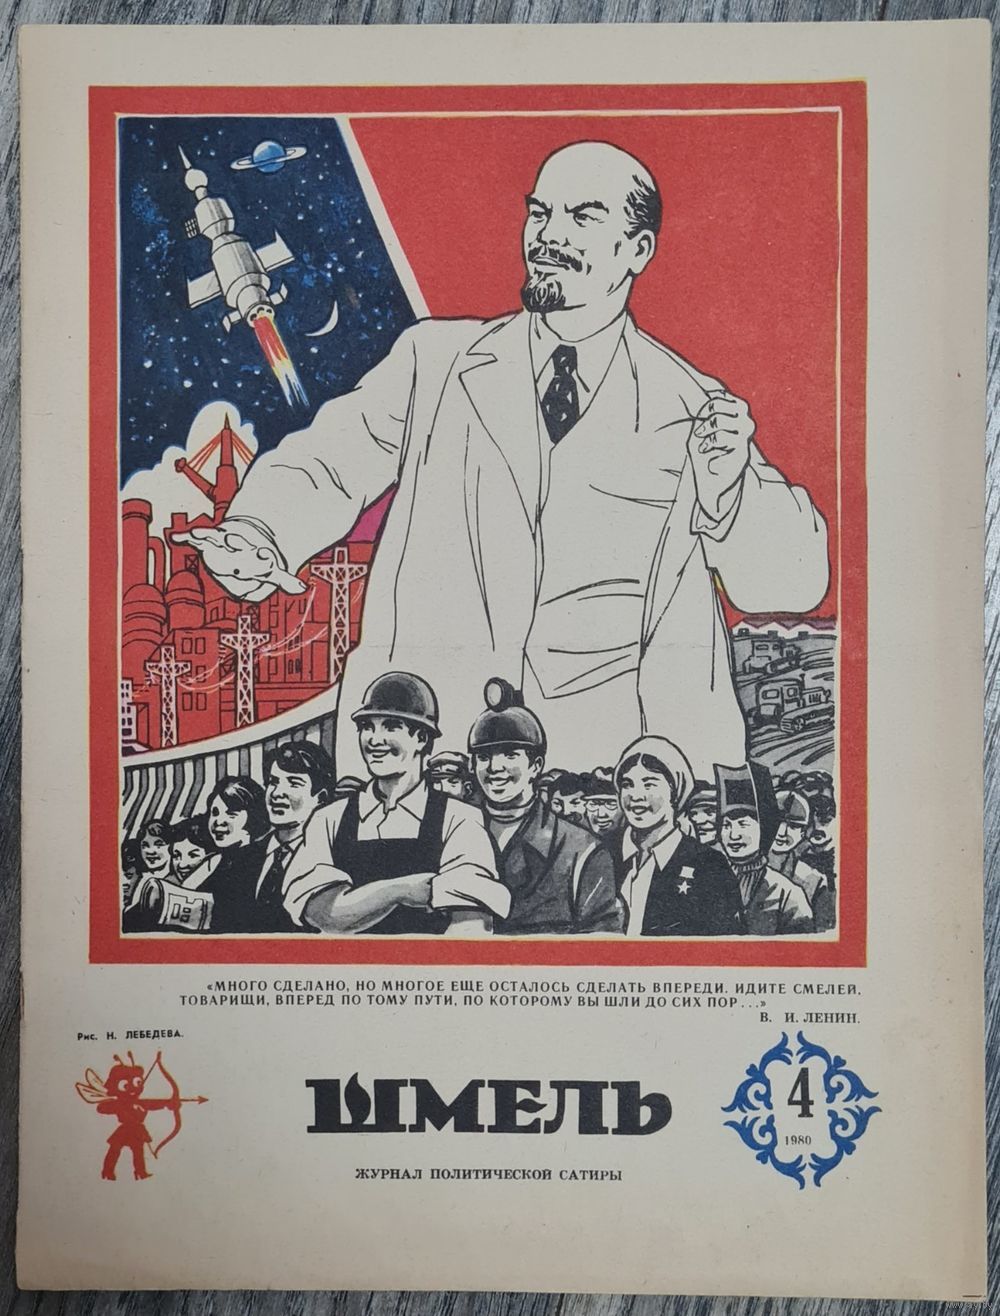 «МНОГО СДЕЛАНО, НО МНОГОЕ ЕЩЕ ОСТАЛОСЬ СДЕЛАТЬ ВПЕРЕДИ. ИДИТЕ СМЕЛЕЙ,
ТОВАРИЩИ, ВПЕРЕД ПО ТОМУ ПУТИ, ПО КОТОРОМУ ВЫ ШЛИ ДО СИХ ПОР...»
В. И. ЛЕНИН.
Рис. Н. ЛЕБЕДЕВА.
ШМЕЛЬ
4
1980
ЖУРНАЛ ПОЛИТИЧЕСКОЙ САТИРЫ